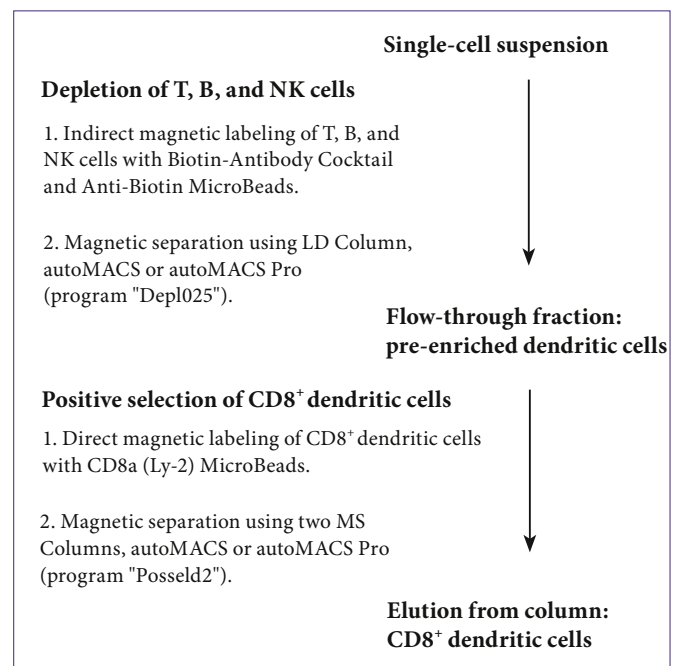 Single-cell suspension
Depletion of T, B, and NK cells
1. Indirect magnetic labeling of T, B, and
NK cells with Biotin-Antibody Cocktail
and Anti-Biotin MicroBeads.
2. Magnetic separation using LD Column,
autoMACS or autoMACS Pro
(program "Depl025").
Flow-through fraction:
pre-enriched dendritic cells
Positive selection of CD8⁺ dendritic cells
1. Direct magnetic labeling of CD8⁺ dendritic cells
with CD8a (Ly-2) MicroBeads.
2. Magnetic separation using two MS
Columns, autoMACS or autoMACS Pro
(program "Posseld2").
Elution from column:
CD8⁺ dendritic cells